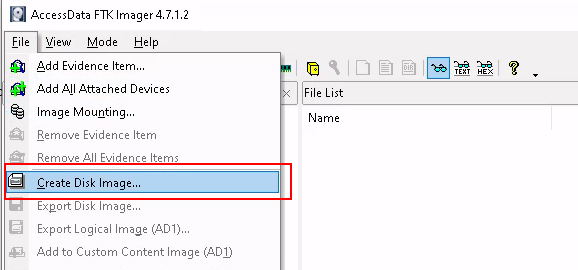 AccessData FTK Imager 4.7.1.2
File View Mode Help
Add Evidence Item...
Add All Attached Devices
Image Mounting...
Remove Evidence Item
Remove All Evidence Items
Create Disk Image...
Export Disk Image...
Export Logical Image (AD1)...
Add to Custom Content Image (AD1)
TEXT HEX ?
File List
Name